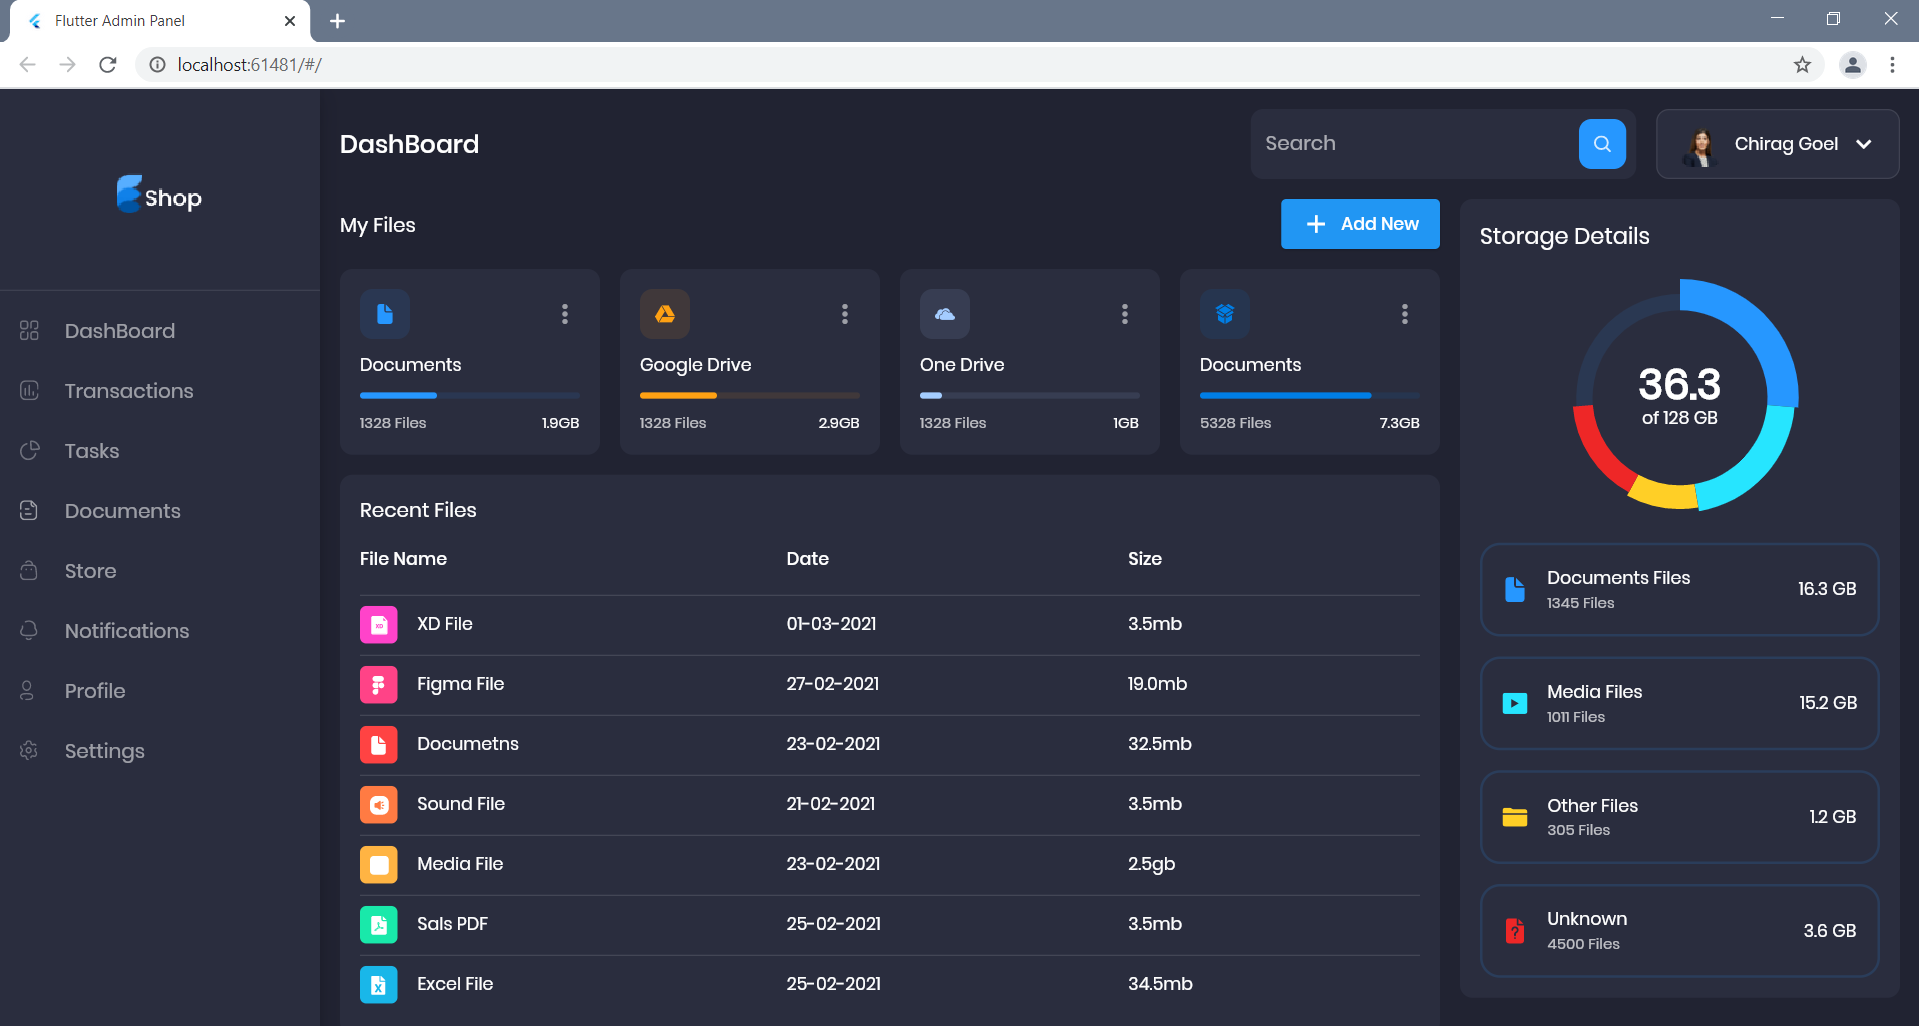 Flutter Admin Panel
localhost:61481/#/
Shop
DashBoard
Transactions
Tasks
Documents
Store
Notifications
Profile
Settings
DashBoard
Search
Chirag Goel
My Files
Add New
Documents
1328 Files 1.9GB
Google Drive
1328 Files 2.9GB
One Drive
1328 Files 1GB
Documents
5328 Files 7.3GB
Recent Files
File Name Date Size
XD File 01-03-2021 3.5mb
Figma File 27-02-2021 19.0mb
Documetns 23-02-2021 32.5mb
Sound File 21-02-2021 3.5mb
Media File 23-02-2021 2.5gb
Sals PDF 25-02-2021 3.5mb
Excel File 25-02-2021 34.5mb
Storage Details
36.3
of 128 GB
Documents Files
1345 Files
16.3 GB
Media Files
1011 Files
15.2 GB
Other Files
305 Files
1.2 GB
Unknown
4500 Files
3.6 GB